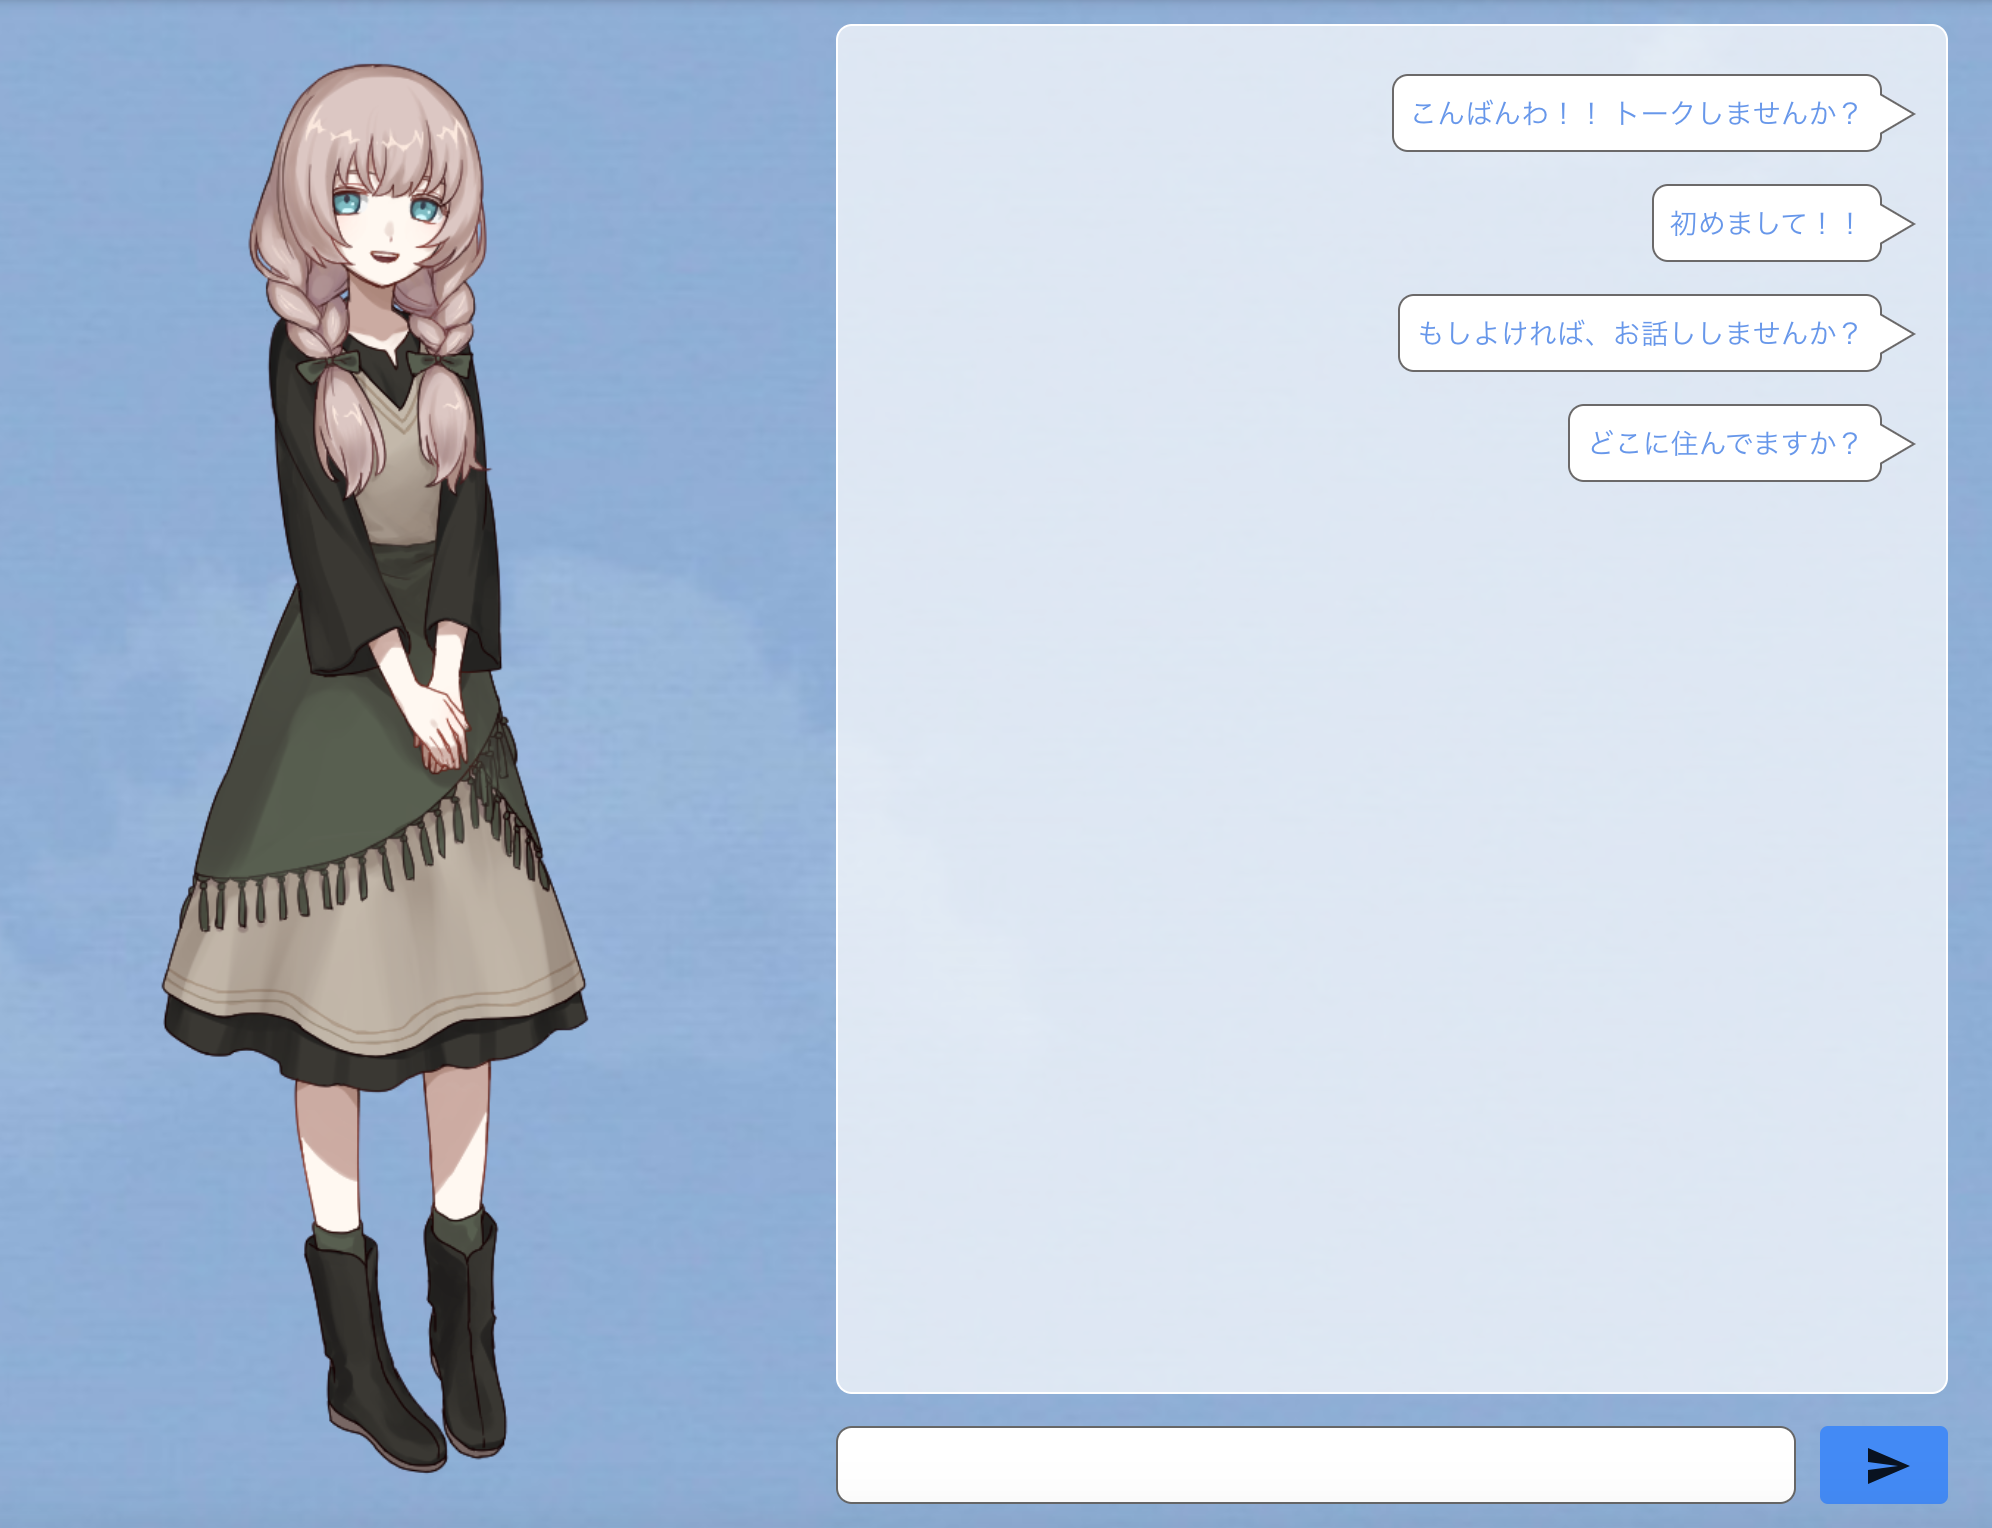 こんばんわ！！ トークしませんか？
初めまして！！
もしよければ、お話ししませんか？
どこに住んでますか？